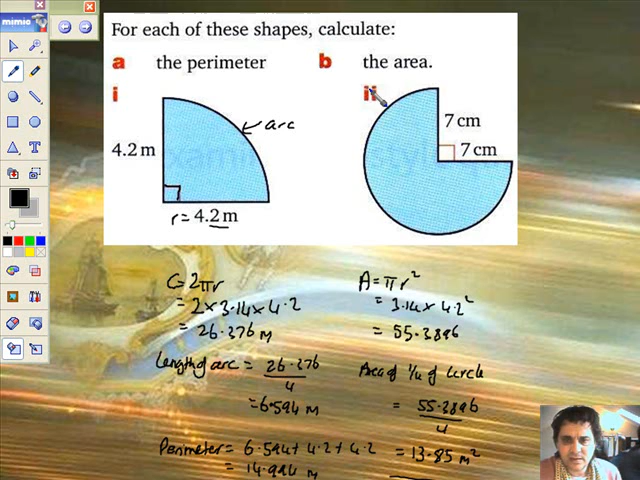 mimio
For each of these shapes, calculate:
a the perimeter b the area.
i
4.2 m
arc
r = 4.2 m
ii
7 cm
7 cm
C = 2πr
= 2 × 3.14 × 4.2
= 26.376 m
Length of arc = 26.376
4
= 6.594 m
Perimeter = 6.594 + 4.2 + 4.2
= 14.994 m
A = πr²
= 3.14 × 4.2²
= 55.3896
Area of 1/4 of circle
= 55.3896
4
= 13.85 m²